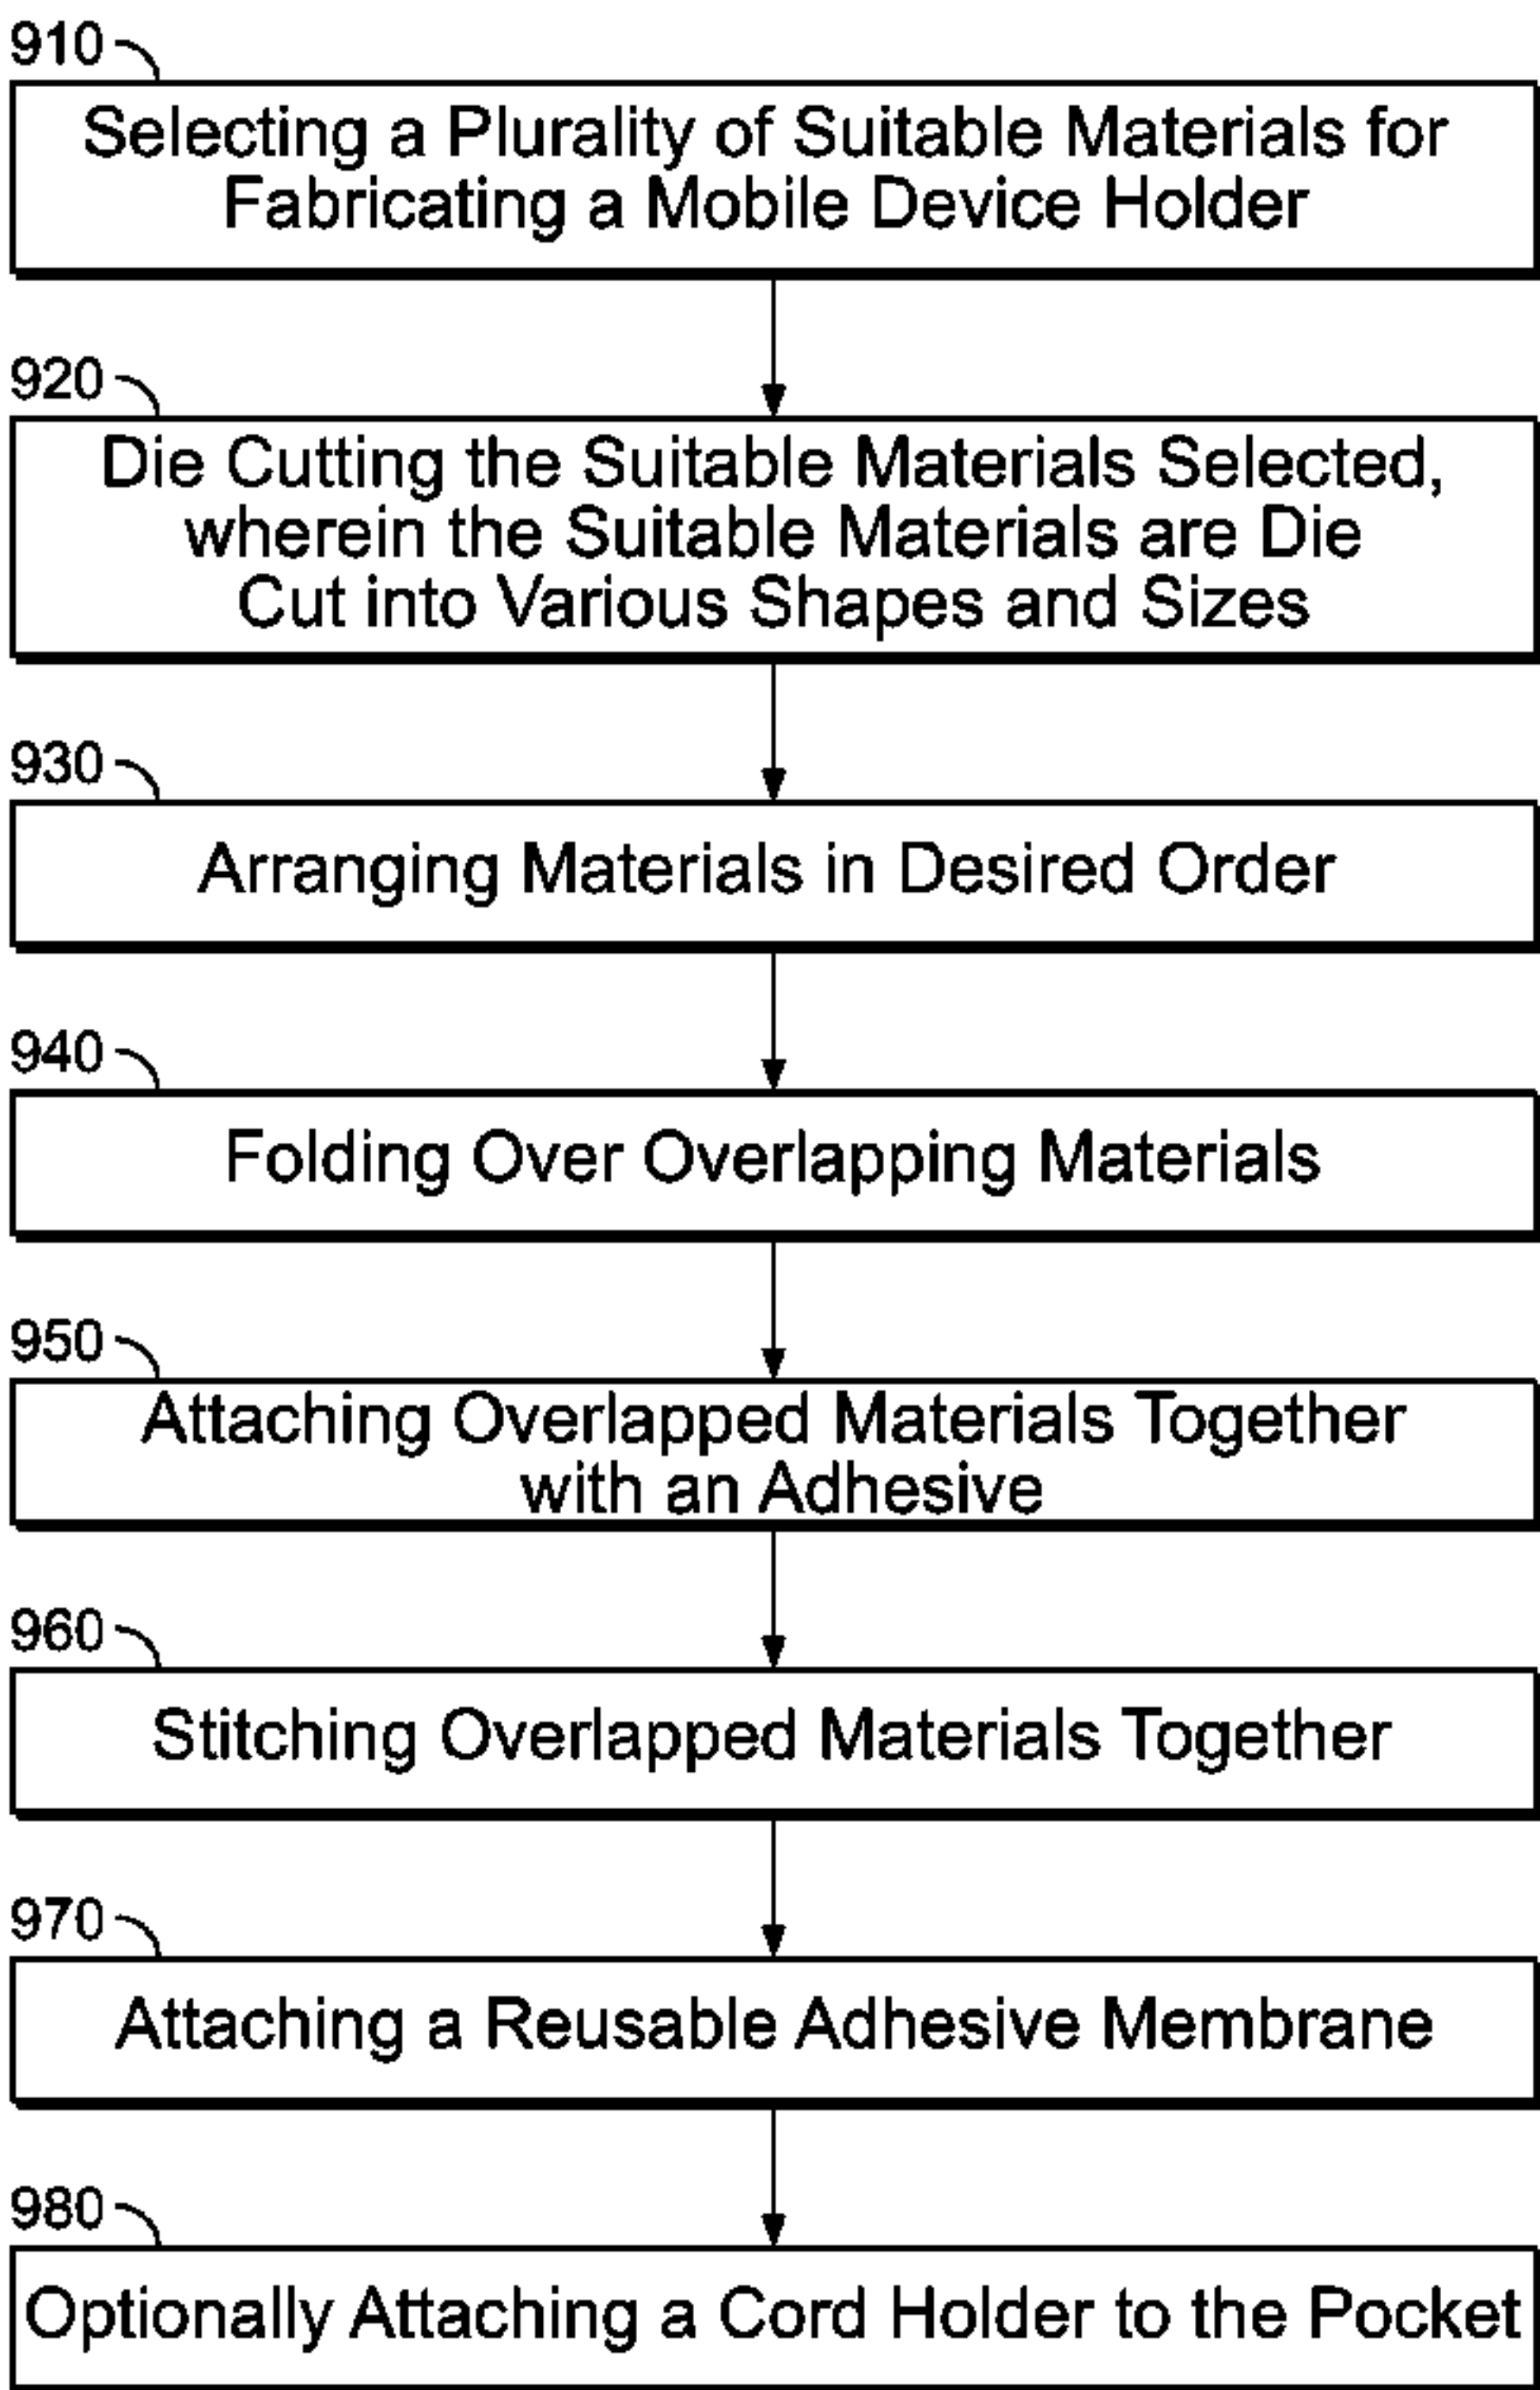 910
Selecting a Plurality of Suitable Materials for
Fabricating a Mobile Device Holder
920
Die Cutting the Suitable Materials Selected,
wherein the Suitable Materials are Die
Cut into Various Shapes and Sizes
930
Arranging Materials in Desired Order
940
Folding Over Overlapping Materials
950
Attaching Overlapped Materials Together
with an Adhesive
960
Stitching Overlapped Materials Together
970
Attaching a Reusable Adhesive Membrane
980
Optionally Attaching a Cord Holder to the Pocket